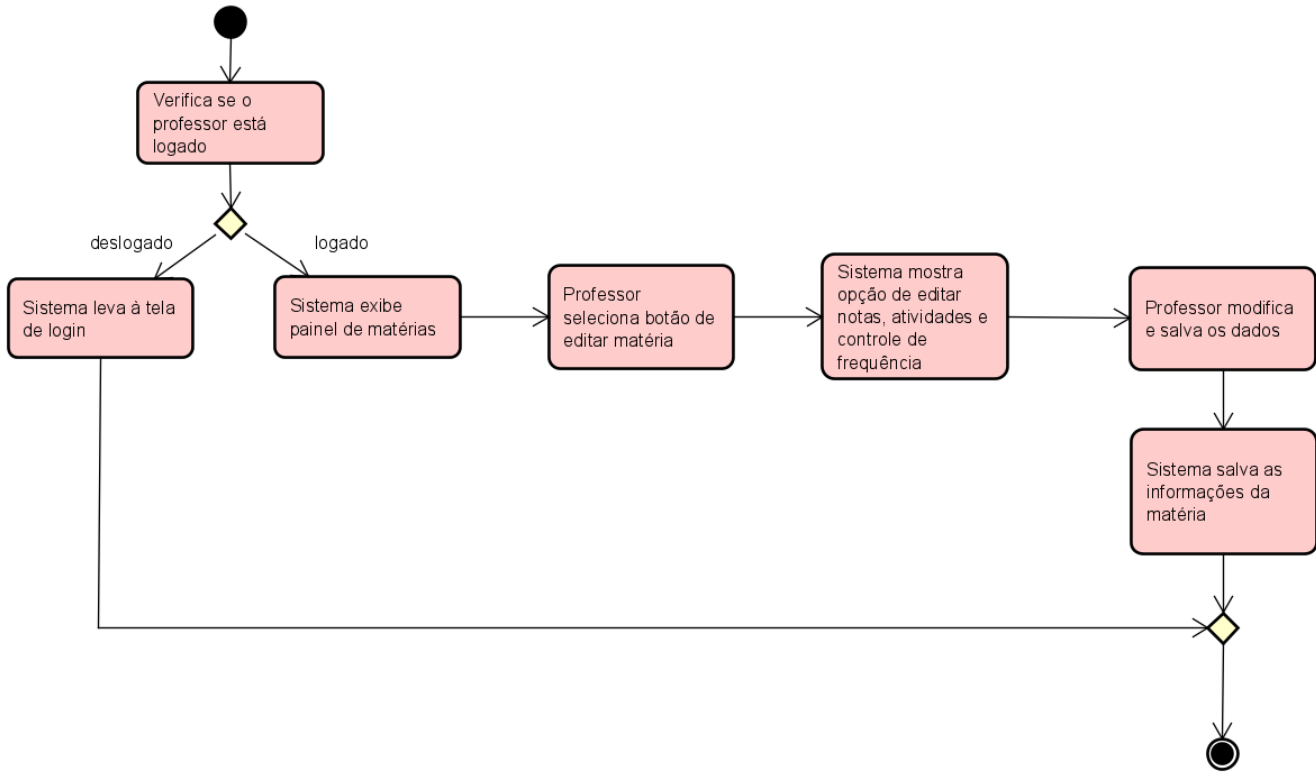 Verifica se o
professor está
logado
deslogado
logado
Sistema leva à tela
de login
Sistema exibe
painel de matérias
Professor
seleciona botão de
editar matéria
Sistema mostra
opção de editar
notas, atividades e
controle de
frequência
Professor modifica
e salva os dados
Sistema salva as
informações da
matéria